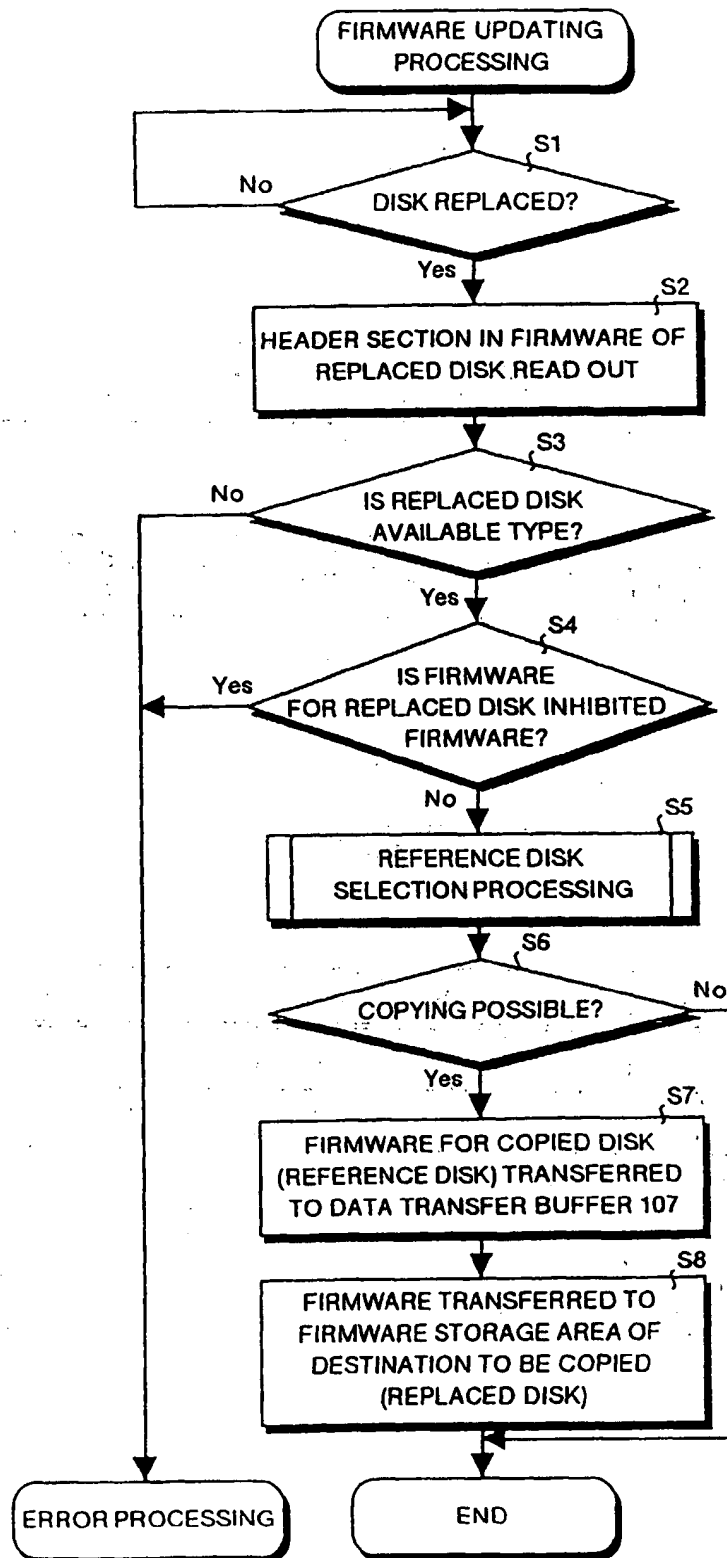 FIRMWARE UPDATING
PROCESSING
S1
No
DISK REPLACED?
Yes
S2
HEADER SECTION IN FIRMWARE OF
REPLACED DISK READ OUT
S3
No
IS REPLACED DISK
AVAILABLE TYPE?
Yes
S4
Yes
IS FIRMWARE
FOR REPLACED DISK INHIBITED
FIRMWARE?
No
S5
REFERENCE DISK
SELECTION PROCESSING
S6
No
COPYING POSSIBLE?
Yes
S7
FIRMWARE FOR COPIED DISK
(REFERENCE DISK) TRANSFERRED
TO DATA TRANSFER BUFFER 107
S8
FIRMWARE TRANSFERRED TO
FIRMWARE STORAGE AREA OF
DESTINATION TO BE COPIED
(REPLACED DISK)
ERROR PROCESSING
END